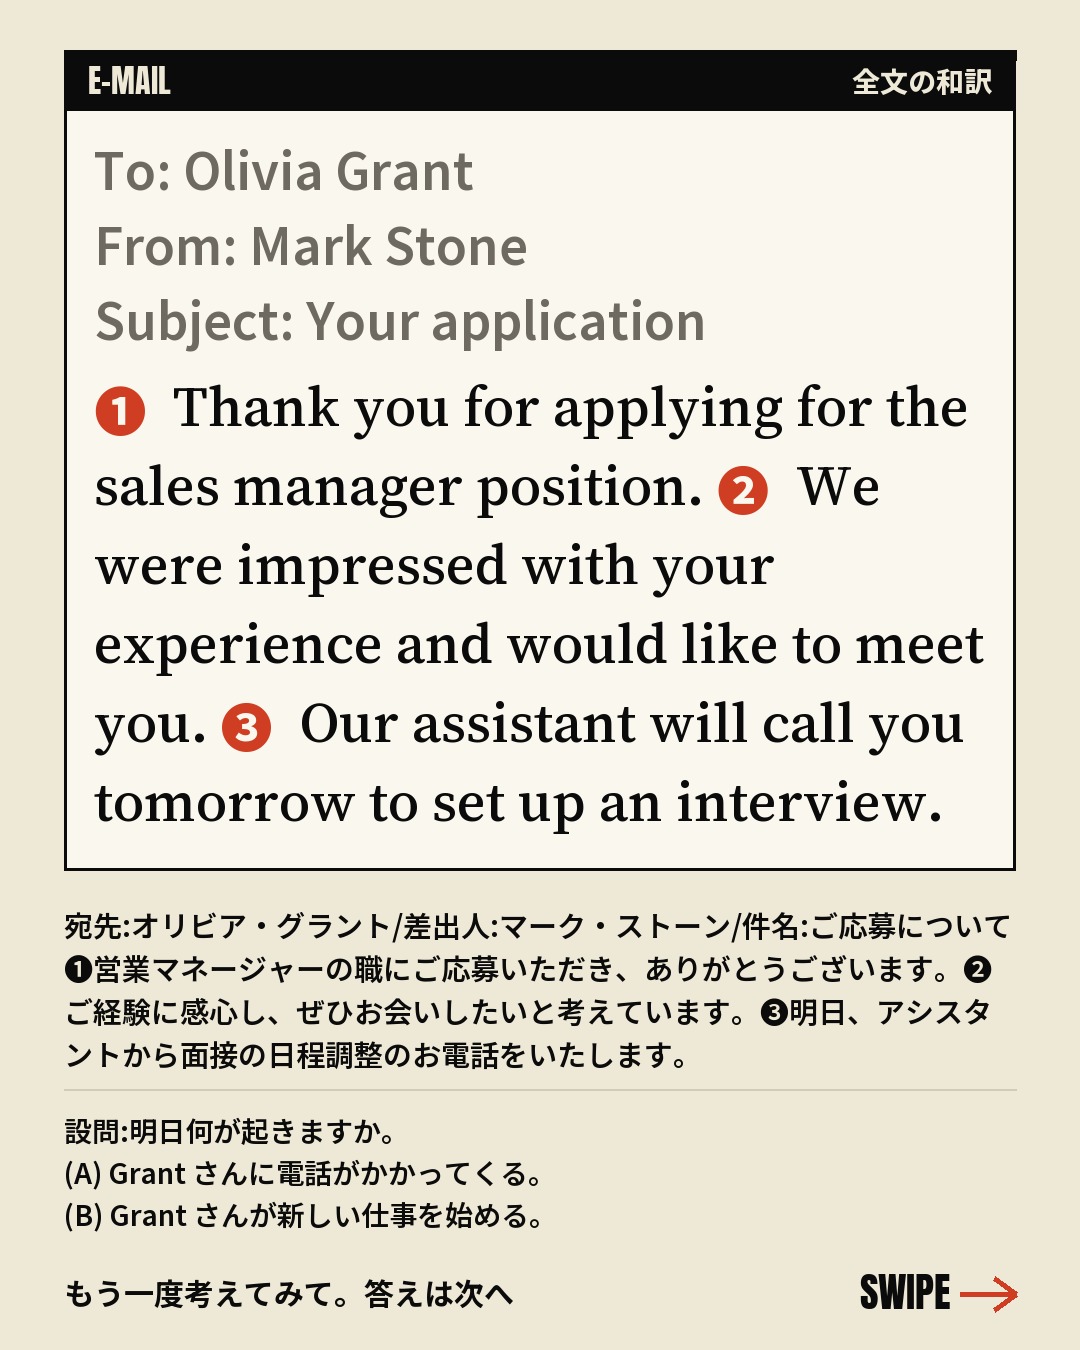 E-MAIL 全文の和訳
To: Olivia Grant
From: Mark Stone
Subject: Your application
❶ Thank you for applying for the
sales manager position. ❷ We
were impressed with your
experience and would like to meet
you. ❸ Our assistant will call you
tomorrow to set up an interview.
宛先:オリビア・グラント/差出人:マーク・ストーン/件名:ご応募について
❶営業マネージャーの職にご応募いただき、ありがとうございます。❷
ご経験に感心し、ぜひお会いしたいと考えています。❸明日、アシスタ
ントから面接の日程調整のお電話をいたします。
設問:明日何が起きますか。
(A) Grant さんに電話がかかってくる。
(B) Grant さんが新しい仕事を始める。
もう一度考えてみて。答えは次へ SWIPE